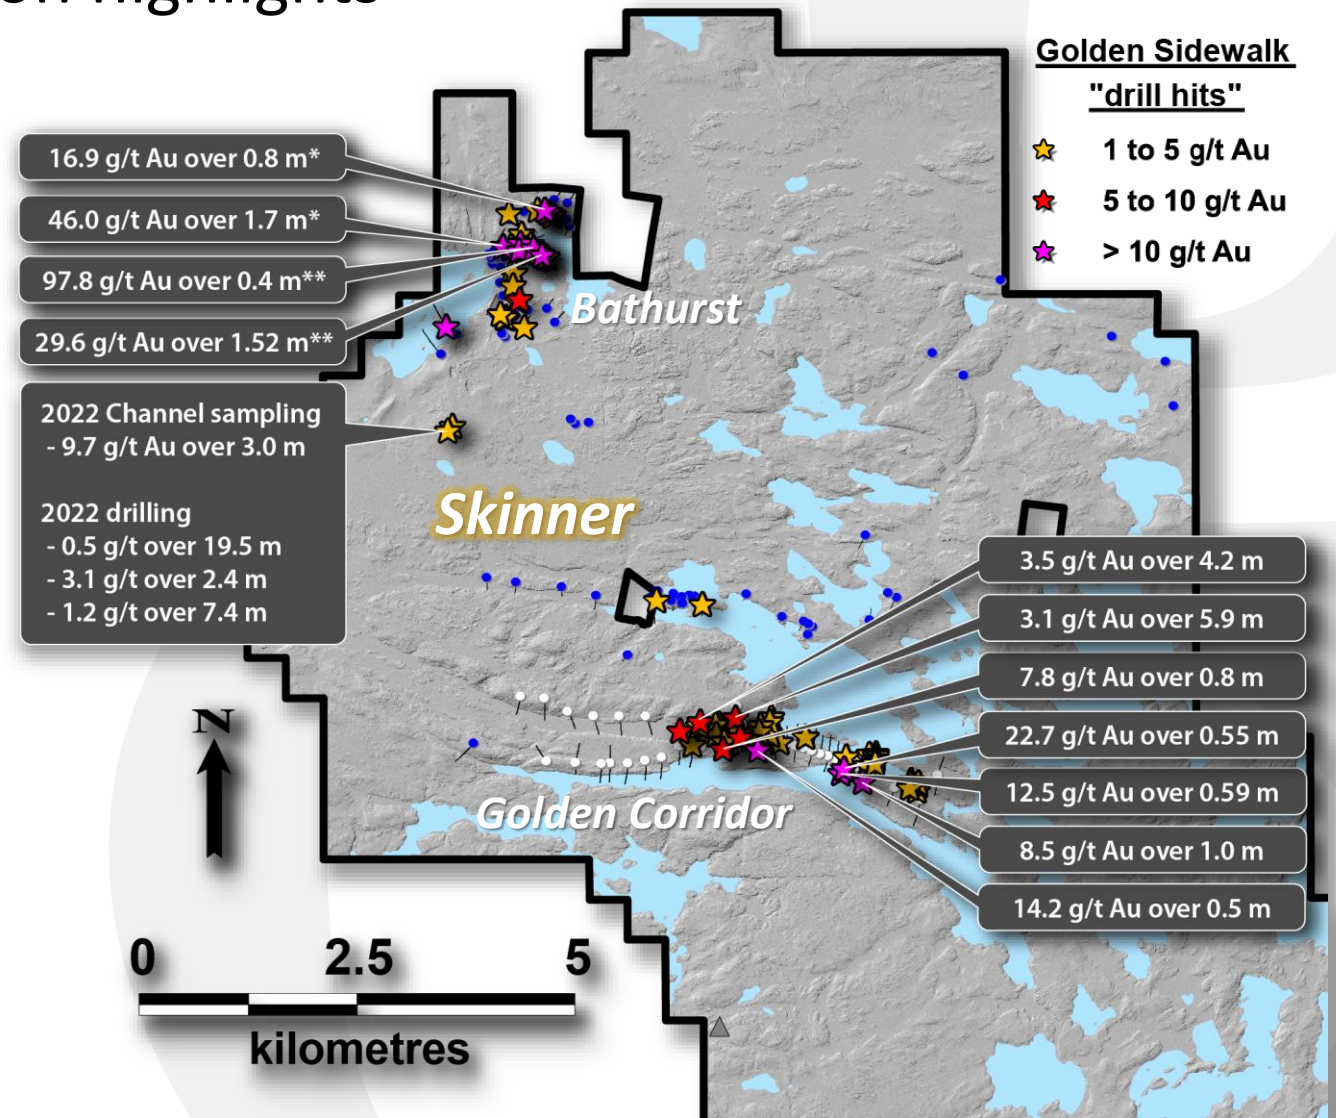 highlights
Golden Sidewalk
"drill hits"
1 to 5 g/t Au
5 to 10 g/t Au
> 10 g/t Au
16.9 g/t Au over 0.8 m*
46.0 g/t Au over 1.7 m*
97.8 g/t Au over 0.4 m**
29.6 g/t Au over 1.52 m**
Bathurst
2022 Channel sampling
- 9.7 g/t Au over 3.0 m
2022 drilling
- 0.5 g/t over 19.5 m
- 3.1 g/t over 2.4 m
- 1.2 g/t over 7.4 m
Skinner
3.5 g/t Au over 4.2 m
3.1 g/t Au over 5.9 m
7.8 g/t Au over 0.8 m
22.7 g/t Au over 0.55 m
12.5 g/t Au over 0.59 m
8.5 g/t Au over 1.0 m
14.2 g/t Au over 0.5 m
N
Golden Corridor
0 2.5 5
kilometres